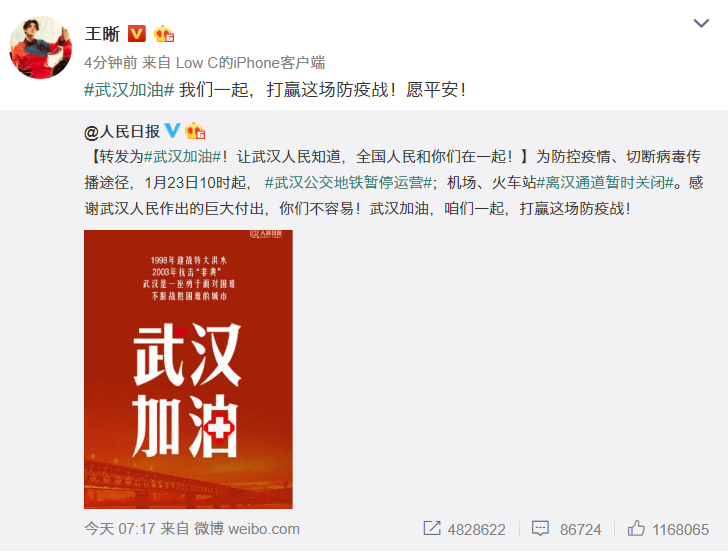 王晰
4分钟前 来自 Low C的iPhone客户端
#武汉加油# 我们一起，打赢这场防疫战！愿平安！
@人民日报
【转发为#武汉加油#！让武汉人民知道，全国人民和你们在一起！】为防控疫情、切断病毒传
播途径，1月23日10时起， #武汉公交地铁暂停运营#；机场、火车站#离汉通道暂时关闭#。感
谢武汉人民作出的巨大付出，你们不容易！武汉加油，咱们一起，打赢这场防疫战！
@人民日报
1998年迎战特大洪水
2003年抗击“非典”
武汉是一座勇于面对困难
不断战胜困难的城市
武汉
加油
今天 07:17 来自 微博 weibo.com
4828622 86724 1168065